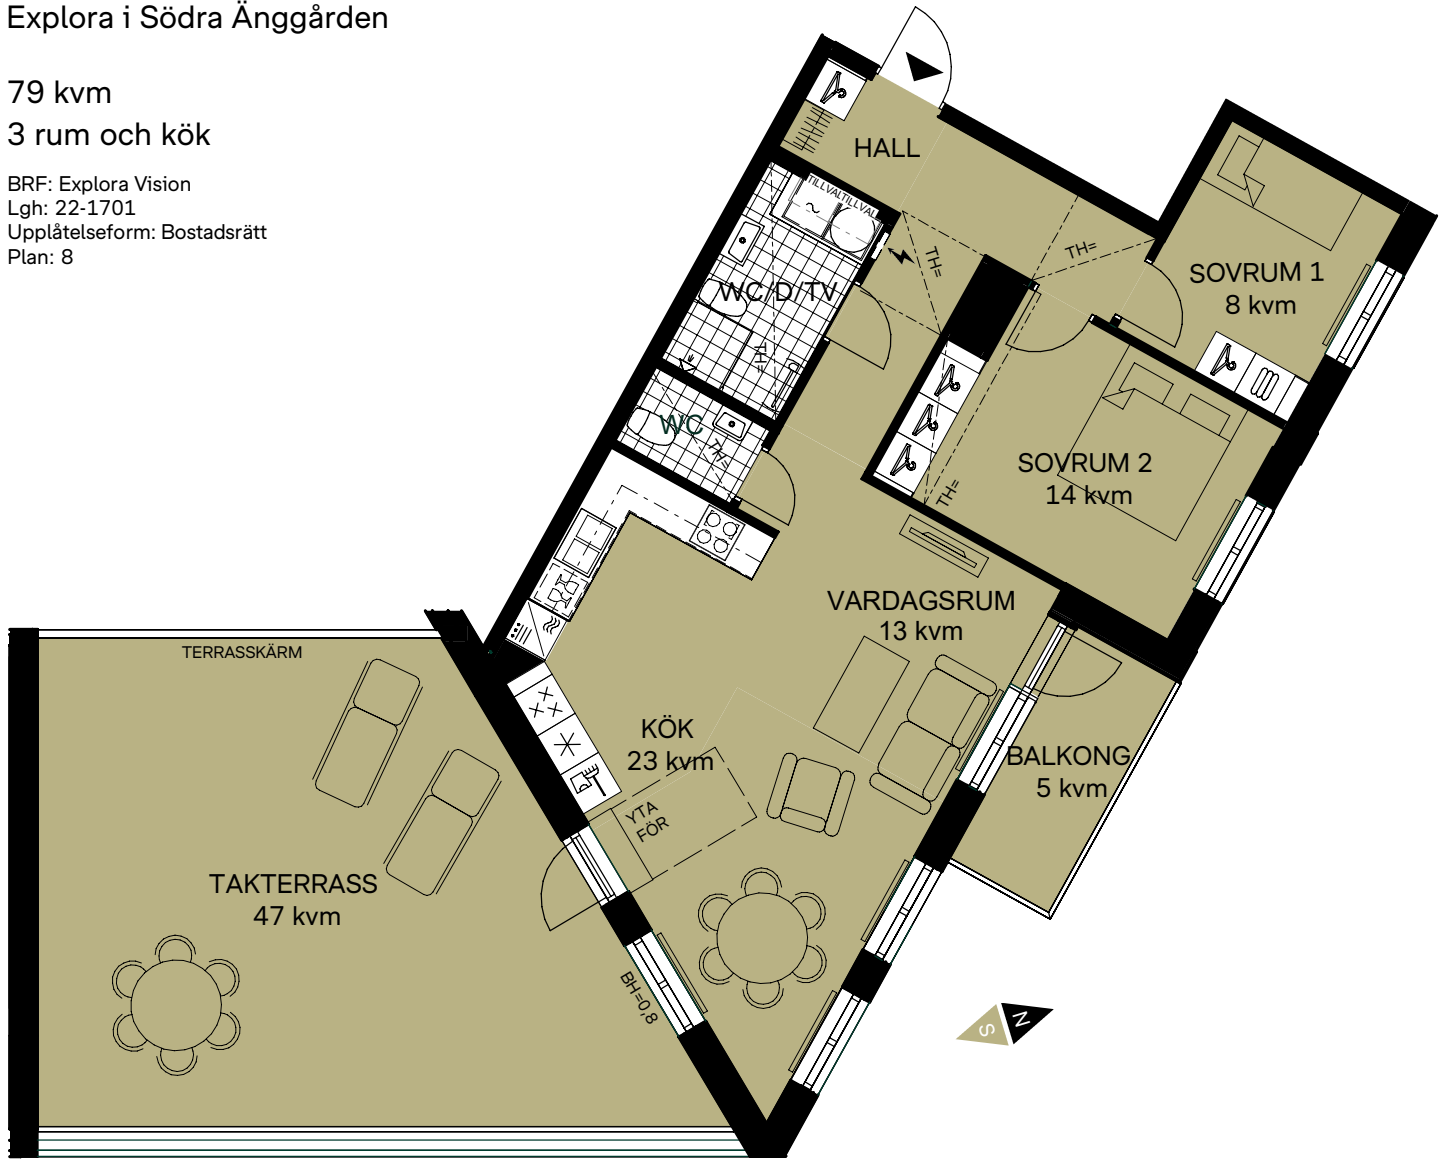 Explora i Södra Änggården
79 kvm
3 rum och kök
BRF: Explora Vision
Lgh: 22-1701
Upplåtelseform: Bostadsrätt
Plan: 8
HALL
TILLVAL TILLVAL
TH=
TH=
SOVRUM 1
8 kvm
WC/D/TV
TH=
WC
TH=
SOVRUM 2
14 kvm
TH=
VARDAGSRUM
13 kvm
TERRASSKÄRM
KÖK
23 kvm
BALKONG
5 kvm
YTA
FÖR
TAKTERRASS
47 kvm
BH=0,8
S
N